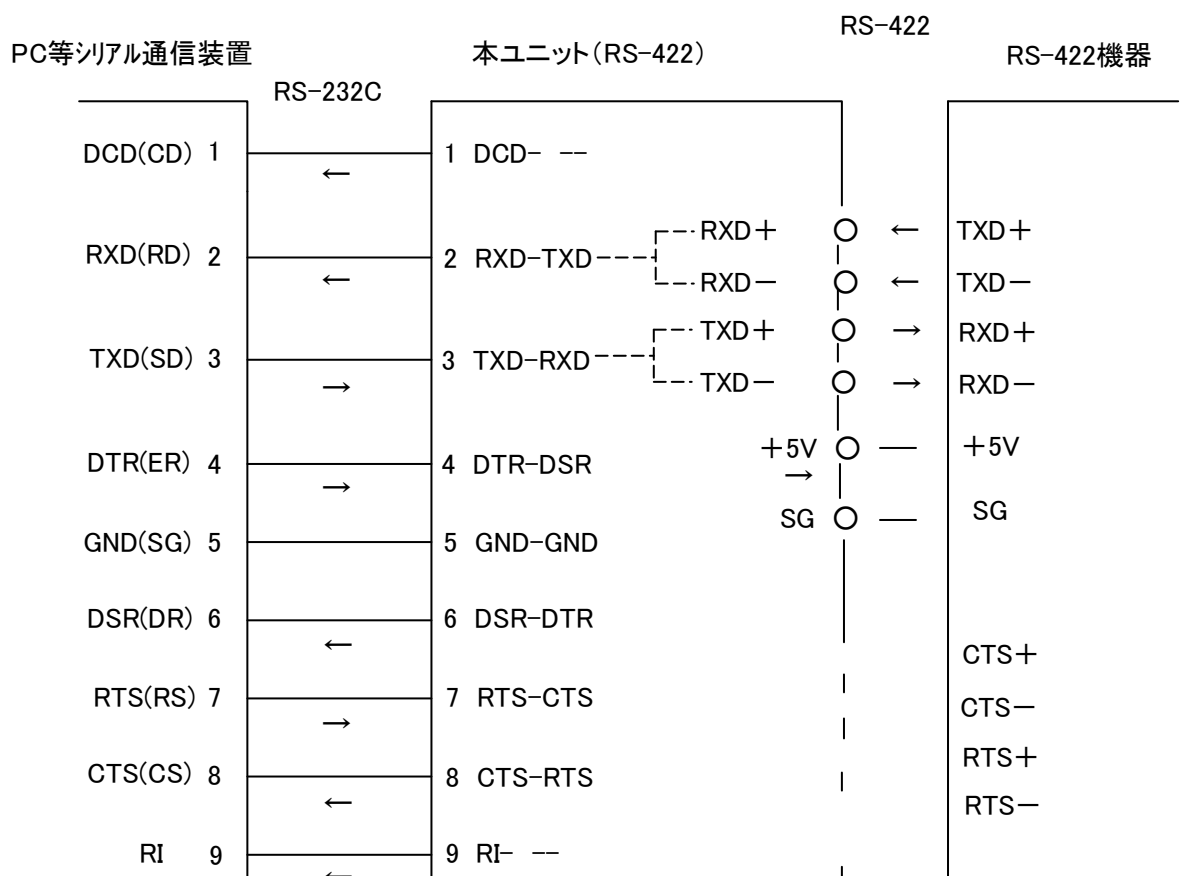 RS-422
PC等シリアル通信装置 本ユニット(RS-422) RS-422機器
RS-232C
DCD(CD) 1 1 DCD- --
RXD+ ← TXD+
RXD(RD) 2 2 RXD-TXD
← RXD- ← TXD-
TXD+ → RXD+
TXD(SD) 3 3 TXD-RXD
→ TXD- → RXD-
+5V +5V
DTR(ER) 4 4 DTR-DSR
→ →
SG SG
GND(SG) 5 5 GND-GND
DSR(DR) 6 6 DSR-DTR
←
CTS+
RTS(RS) 7 7 RTS-CTS CTS-
→
RTS+
CTS(CS) 8 8 CTS-RTS
← RTS-
RI 9 9 RI- --
←